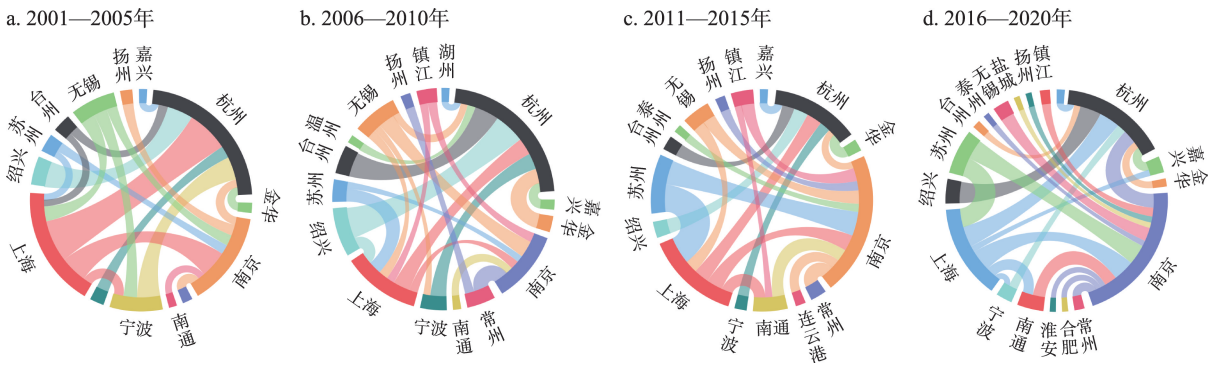 a. 2001—2005年
b. 2006—2010年
c. 2011—2015年
d. 2016—2020年
嘉兴
杭州
金华
南京
南通
宁波
上海
绍兴
苏州
台州
无锡
扬州
湖州
杭州
嘉兴
金华
南京
常州
南通
宁波
上海
绍兴
苏州
台州
温州
无锡
扬州
镇江
嘉兴
杭州
金华
南京
常州
连云港
南通
宁波
上海
绍兴
苏州
台州
泰州
无锡
扬州
镇江
杭州
嘉兴
金华
南京
常州
合肥
淮安
南通
宁波
上海
绍兴
苏州
台州
泰州
无锡
盐城
扬州
镇江